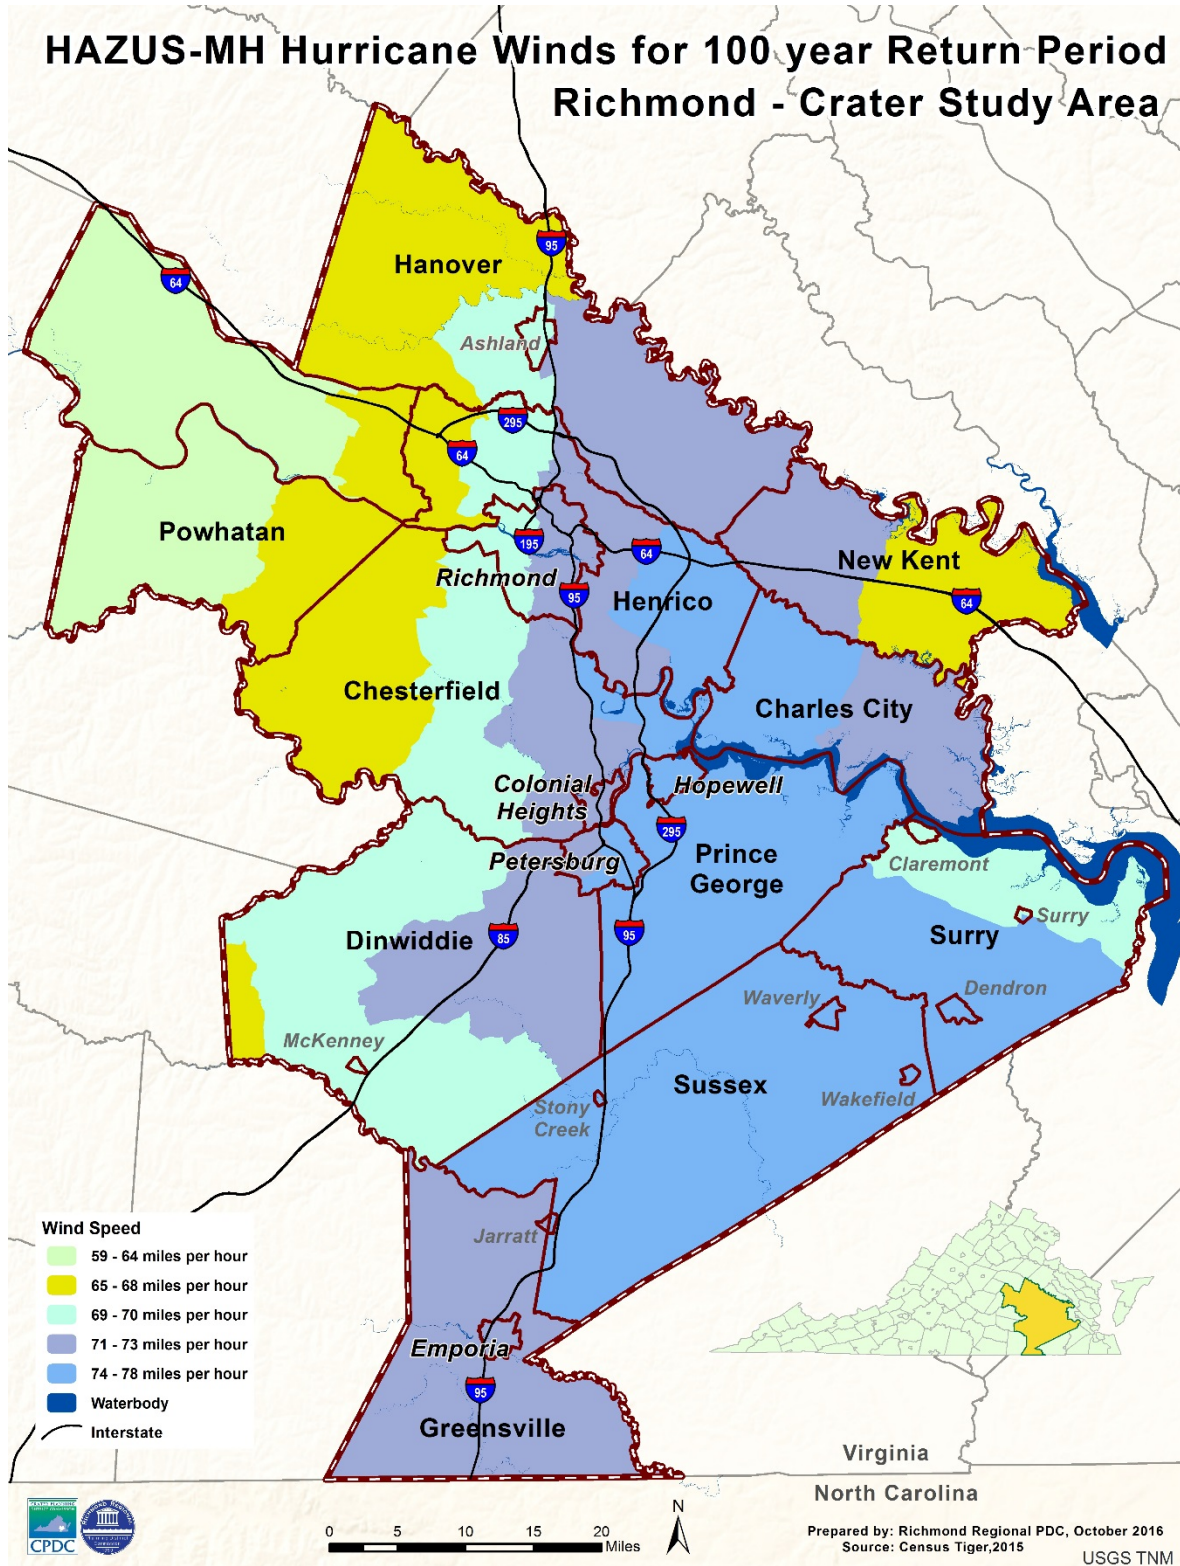 HAZUS-MH Hurricane Winds for 100 year Return Period
Richmond - Crater Study Area
95
Hanover
64
Ashland
295
64
Powhatan
195
64
New Kent
Richmond
95
Henrico
64
Chesterfield
Charles City
Colonial
Heights
Hopewell
295
Petersburg
Prince
George
Claremont
Surry
Dinwiddie
85
95
Surry
Waverly
Dendron
McKenney
Sussex
Wakefield
Stony
Creek
Jarratt
Emporia
95
Greensville
Wind Speed
59 - 64 miles per hour
65 - 68 miles per hour
69 - 70 miles per hour
71 - 73 miles per hour
74 - 78 miles per hour
Waterbody
Interstate
Virginia
North Carolina
CPDC
0 5 10 15 20
Miles
N
Prepared by: Richmond Regional PDC, October 2016
Source: Census Tiger,2015
USGS TNM